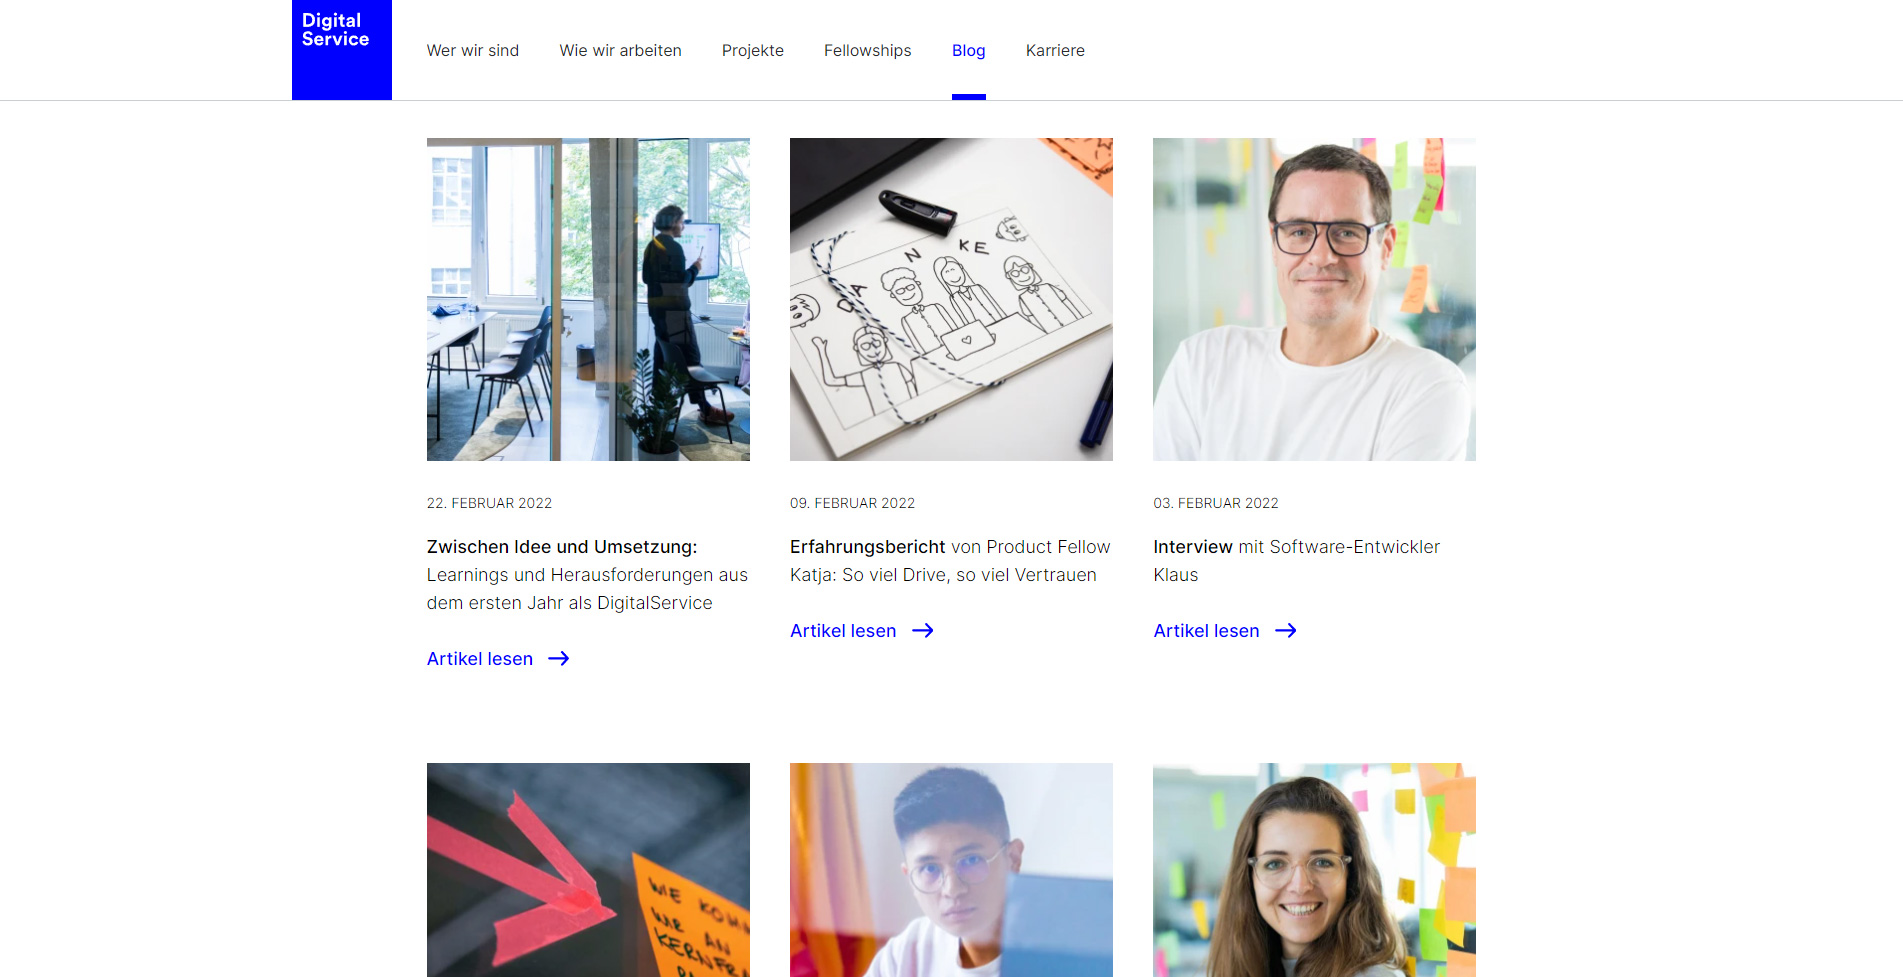 Digital
Service
Wer wir sind
Wie wir arbeiten
Projekte
Fellowships
Blog
Karriere
DANKE
22. FEBRUAR 2022
Zwischen Idee und Umsetzung:
Learnings und Herausforderungen aus
dem ersten Jahr als DigitalService
Artikel lesen
09. FEBRUAR 2022
Erfahrungsbericht von Product Fellow
Katja: So viel Drive, so viel Vertrauen
Artikel lesen
03. FEBRUAR 2022
Interview mit Software-Entwickler
Klaus
Artikel lesen
WIE KOMM
WIR AN
KERNFR